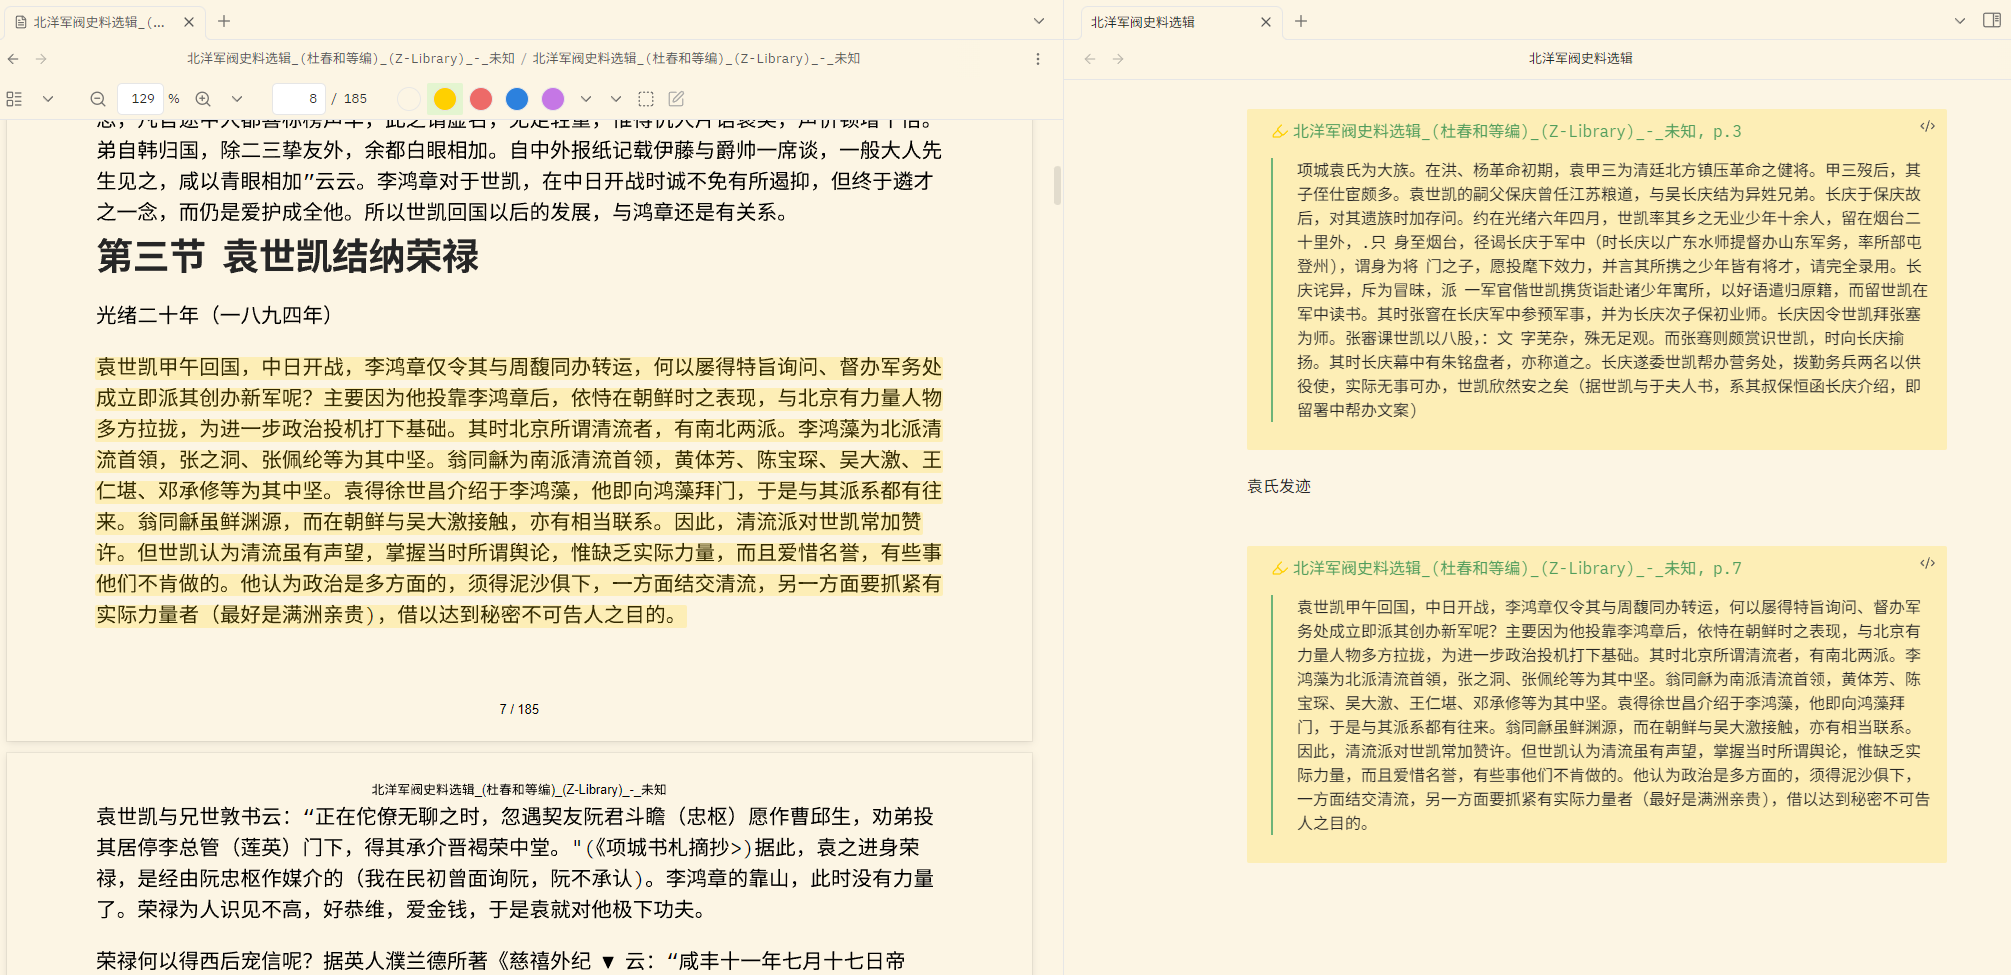 北洋军阀史料选辑_(...
北洋军阀史料选辑_(杜春和等编)_(Z-Library)_-_未知 / 北洋军阀史料选辑_(杜春和等编)_(Z-Library)_-_未知
129 %
8 / 185
弟自韩归国，除二三挚友外，余都白眼相加。自中外报纸记载伊藤与爵帅一席谈，一般大人先
生见之，咸以青眼相加”云云。李鸿章对于世凯，在中日开战时诚不免有所遏抑，但终于遴才
之一念，而仍是爱护成全他。所以世凯回国以后的发展，与鸿章还是有关系。
第三节 袁世凯结纳荣禄
光绪二十年（一八九四年）
袁世凯甲午回国，中日开战，李鸿章仅令其与周馥同办转运，何以屡得特旨询问、督办军务处
成立即派其创办新军呢？主要因为他投靠李鸿章后，依恃在朝鲜时之表现，与北京有力量人物
多方拉拢，为进一步政治投机打下基础。其时北京所谓清流者，有南北两派。李鸿藻为北派清
流首領，张之洞、张佩纶等为其中坚。翁同龢为南派清流首领，黄体芳、陈宝琛、吴大激、王
仁堪、邓承修等为其中坚。袁得徐世昌介绍于李鸿藻，他即向鸿藻拜门，于是与其派系都有往
来。翁同龢虽鲜渊源，而在朝鲜与吴大激接触，亦有相当联系。因此，清流派对世凯常加赞
许。但世凯认为清流虽有声望，掌握当时所谓舆论，惟缺乏实际力量，而且爱惜名誉，有些事
他们不肯做的。他认为政治是多方面的，须得泥沙俱下，一方面结交清流，另一方面要抓紧有
实际力量者（最好是满洲亲贵)，借以达到秘密不可告人之目的。
7 / 185
北洋军阀史料选辑_(杜春和等编)_(Z-Library)_-_未知
袁世凯与兄世敦书云：“正在佗傺无聊之时，忽遇契友阮君斗瞻（忠枢）愿作曹邱生，劝弟投
其居停李总管（莲英）门下，得其承介晋褐荣中堂。"(《项城书札摘抄>)据此，袁之进身荣
禄，是经由阮忠枢作媒介的（我在民初曾面询阮，阮不承认)。李鸿章的靠山，此时没有力量
了。荣禄为人识见不高，好恭维，爱金钱，于是袁就对他极下功夫。
荣禄何以得西后宠信呢？据英人濮兰德所著《慈禧外纪 ▼ 云：“咸丰十一年七月十七日帝
北洋军阀史料选辑
北洋军阀史料选辑
北洋军阀史料选辑_(杜春和等编)_(Z-Library)_-_未知, p.3
项城袁氏为大族。在洪、杨革命初期，袁甲三为清廷北方镇压革命之健将。甲三殁后，其
子侄仕宦颇多。袁世凯的嗣父保庆曾任江苏粮道，与吴长庆结为异姓兄弟。长庆于保庆故
后，对其遗族时加存问。约在光绪六年四月，世凯率其乡之无业少年十余人，留在烟台二
十里外，.只 身至烟台，径谒长庆于军中（时长庆以广东水师提督办山东军务，率所部屯
登州)，谓身为将 门之子，愿投麾下效力，并言其所携之少年皆有将才，请完全录用。长
庆诧异，斥为冒昧，派 一军官偕世凯携货诣赴诸少年寓所，以好语遣归原籍，而留世凯在
军中读书。其时张窨在长庆军中参预军事，并为长庆次子保初业师。长庆因令世凯拜张塞
为师。张審课世凯以八股，：文 字芜杂，殊无足观。而张骞则颇赏识世凯，时向长庆揄
扬。其时长庆幕中有朱铭盘者，亦称道之。长庆遂委世凯帮办营务处，拨勤务兵两名以供
役使，实际无事可办，世凯欣然安之矣（据世凯与于夫人书，系其叔保恒函长庆介绍，即
留署中帮办文案)
袁氏发迹
北洋军阀史料选辑_(杜春和等编)_(Z-Library)_-_未知, p.7
袁世凯甲午回国，中日开战，李鸿章仅令其与周馥同办转运，何以屡得特旨询问、督办军
务处成立即派其创办新军呢？主要因为他投靠李鸿章后，依恃在朝鲜时之表现，与北京有
力量人物多方拉拢，为进一步政治投机打下基础。其时北京所谓清流者，有南北两派。李
鸿藻为北派清流首領，张之洞、张佩纶等为其中坚。翁同龢为南派清流首领，黄体芳、陈
宝琛、吴大激、王仁堪、邓承修等为其中坚。袁得徐世昌介绍于李鸿藻，他即向鸿藻拜
门，于是与其派系都有往来。翁同龢虽鲜渊源，而在朝鲜与吴大激接触，亦有相当联系。
因此，清流派对世凯常加赞许。但世凯认为清流虽有声望，掌握当时所谓舆论，惟缺乏实
际力量，而且爱惜名誉，有些事他们不肯做的。他认为政治是多方面的，须得泥沙俱下，
一方面结交清流，另一方面要抓紧有实际力量者（最好是满洲亲贵)，借以达到秘密不可告
人之目的。